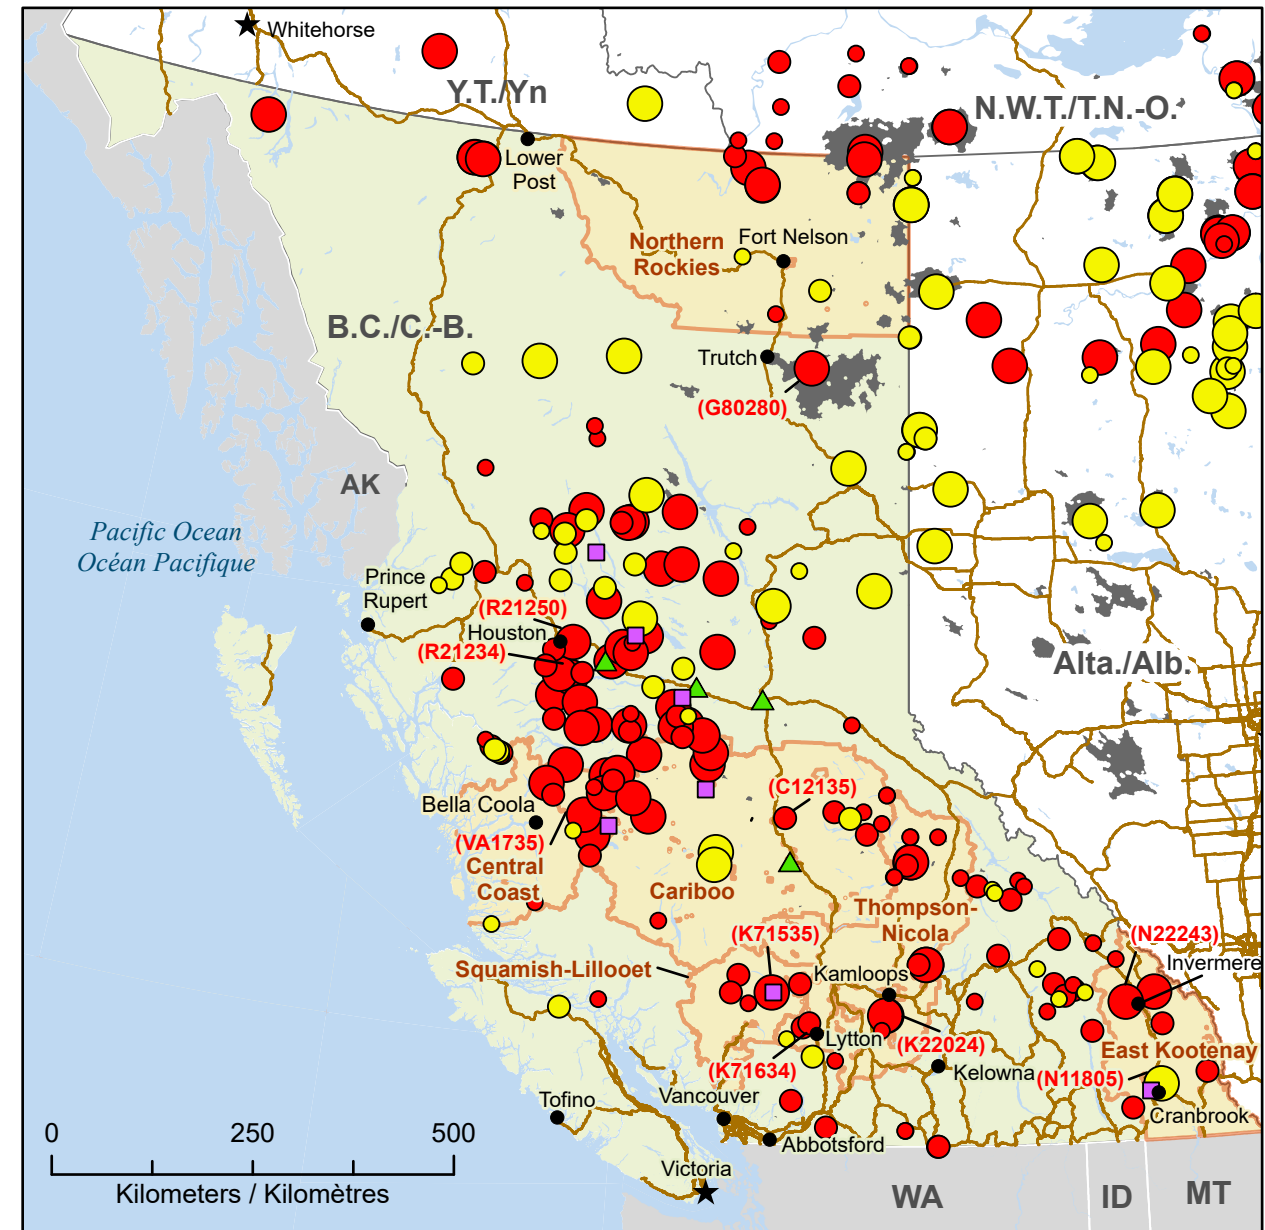 Whitehorse
Y.T./Yn
N.W.T./T.N.-O.
Lower
Post
Northern
Rockies
Fort Nelson
B.C./C.-B.
Trutch
(G80280)
AK
Pacific Ocean
Océan Pacifique
Prince
Rupert
(R21250)
Houston
(R21234)
Alta./Alb.
(C12135)
Bella Coola
(VA1735)
Central
Coast
Cariboo
Thompson-
Nicola
(K71535)
(N22243)
Squamish-Lillooet
Kamloops
Invermere
Lytton
(K22024)
East Kootenay
(K71634)
Kelowna
(N11805)
Tofino
Vancouver
Cranbrook
Abbotsford
0 250 500
Kilometers / Kilomètres
Victoria
WA
ID
MT